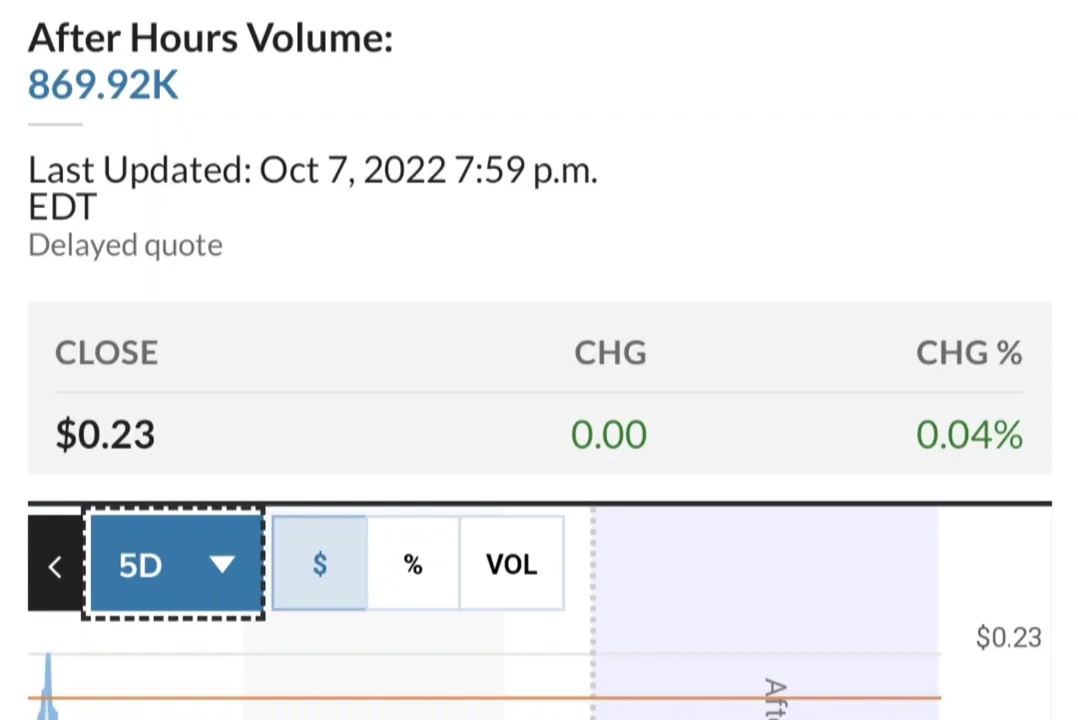 After Hours Volume:
869.92K
Last Updated: Oct 7, 2022 7:59 p.m.
EDT
Delayed quote
CLOSE CHG CHG %
$0.23 0.00 0.04%
5D $ % VOL
$0.23